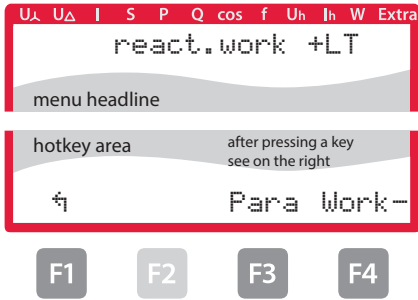 U⅄ U△ I S P Q cos f Uh Ih W Extra
react.work +LT
menu headline
hotkey area
after pressing a key
see on the right
↰ Para Work-
F1 F2 F3 F4